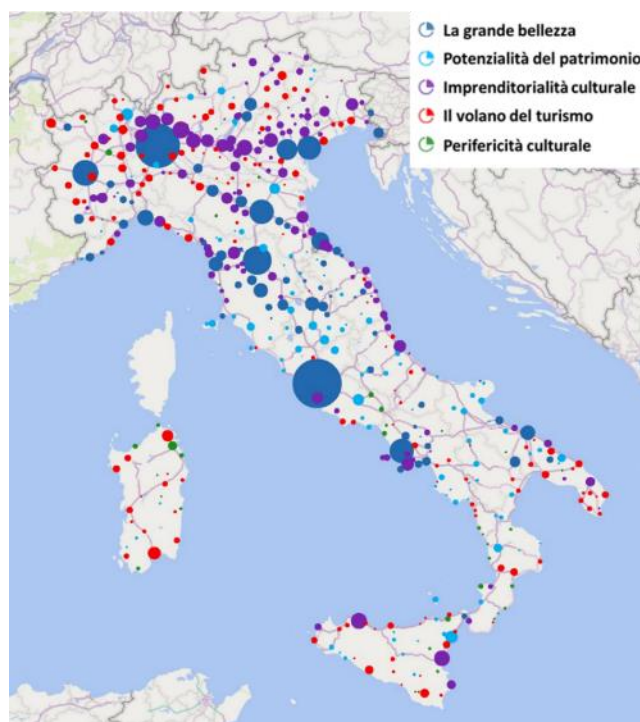 La grande bellezza
Potenzialità del patrimonio
Imprenditorialità culturale
Il volano del turismo
Perifericità culturale